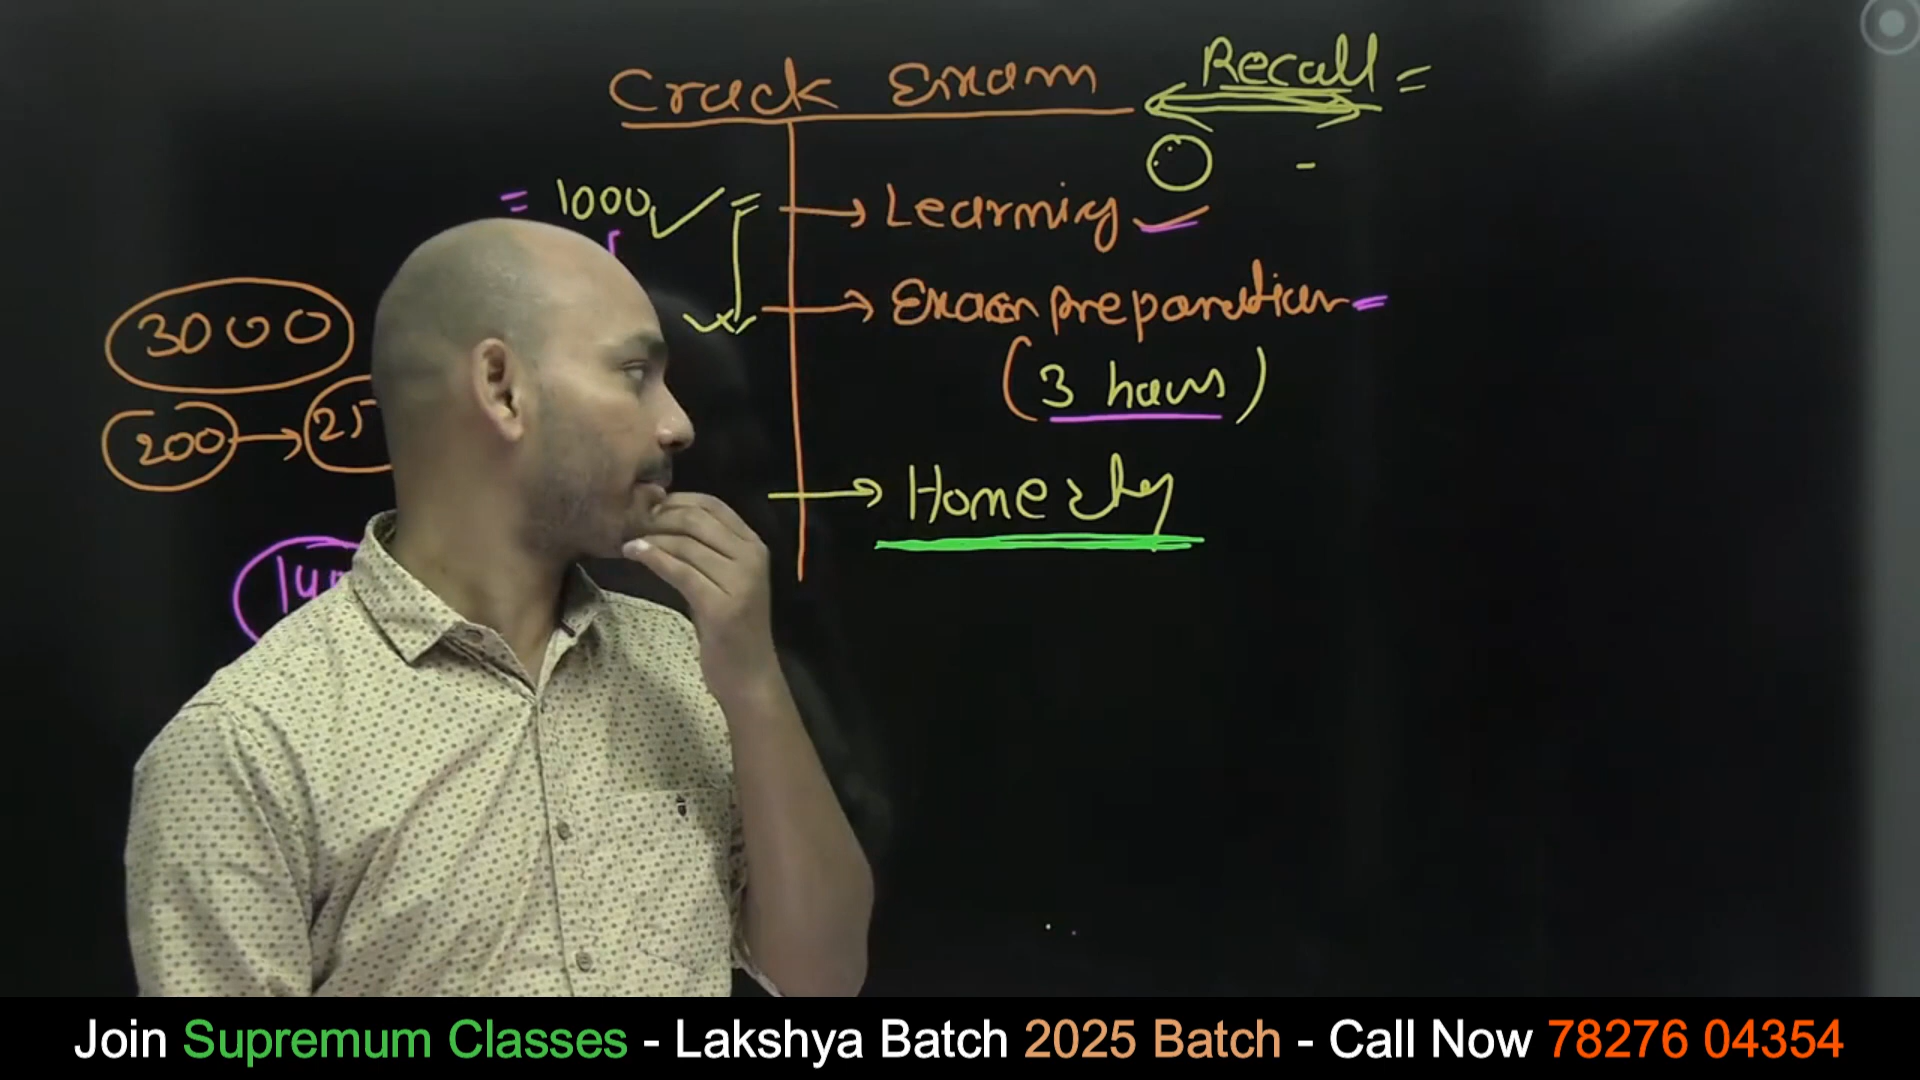 Crack Exam
Recall =
= 1000
Learning
3000
Exam preparation =
200
(3 hours)
Home
Join Supremum Classes - Lakshya Batch 2025 Batch - Call Now 78276 04354